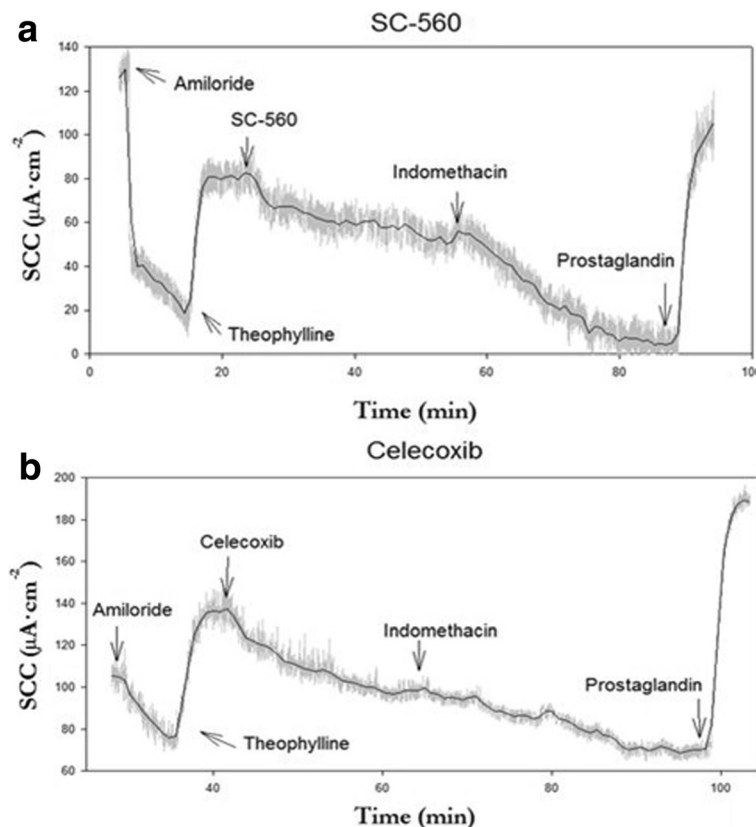 a
SC-560
SCC (µA·cm⁻²)
140
120
100
80
60
40
20
0
Amiloride
SC-560
Indomethacin
Prostaglandin
Theophylline
0 20 40 60 80 100
Time (min)
b
Celecoxib
SCC (µA·cm⁻²)
200
180
160
140
120
100
80
60
Celecoxib
Amiloride
Indomethacin
Prostaglandin
Theophylline
40 60 80 100
Time (min)